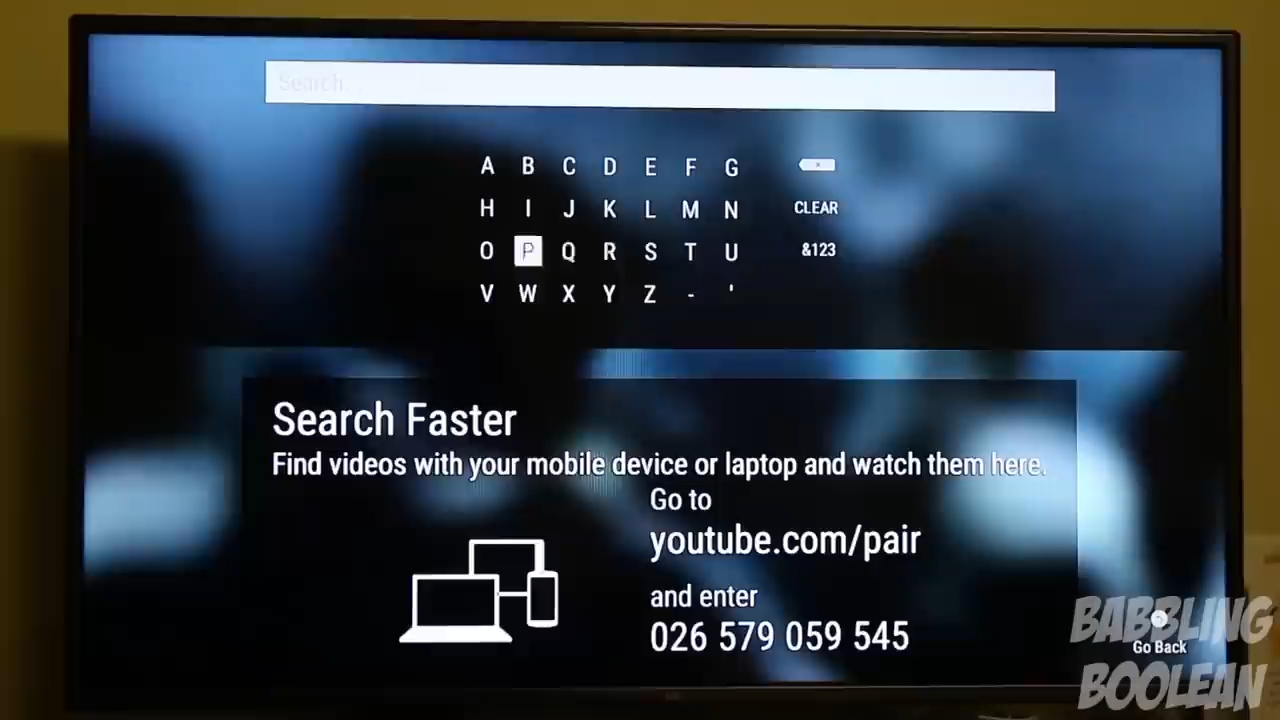 Search...
A B C D E F G
H I J K L M N CLEAR
O P Q R S T U &123
V W X Y Z - '
Search Faster
Find videos with your mobile device or laptop and watch them here.
Go to
youtube.com/pair
and enter
026 579 059 545
Go Back
BABBLING
BOOLEAN